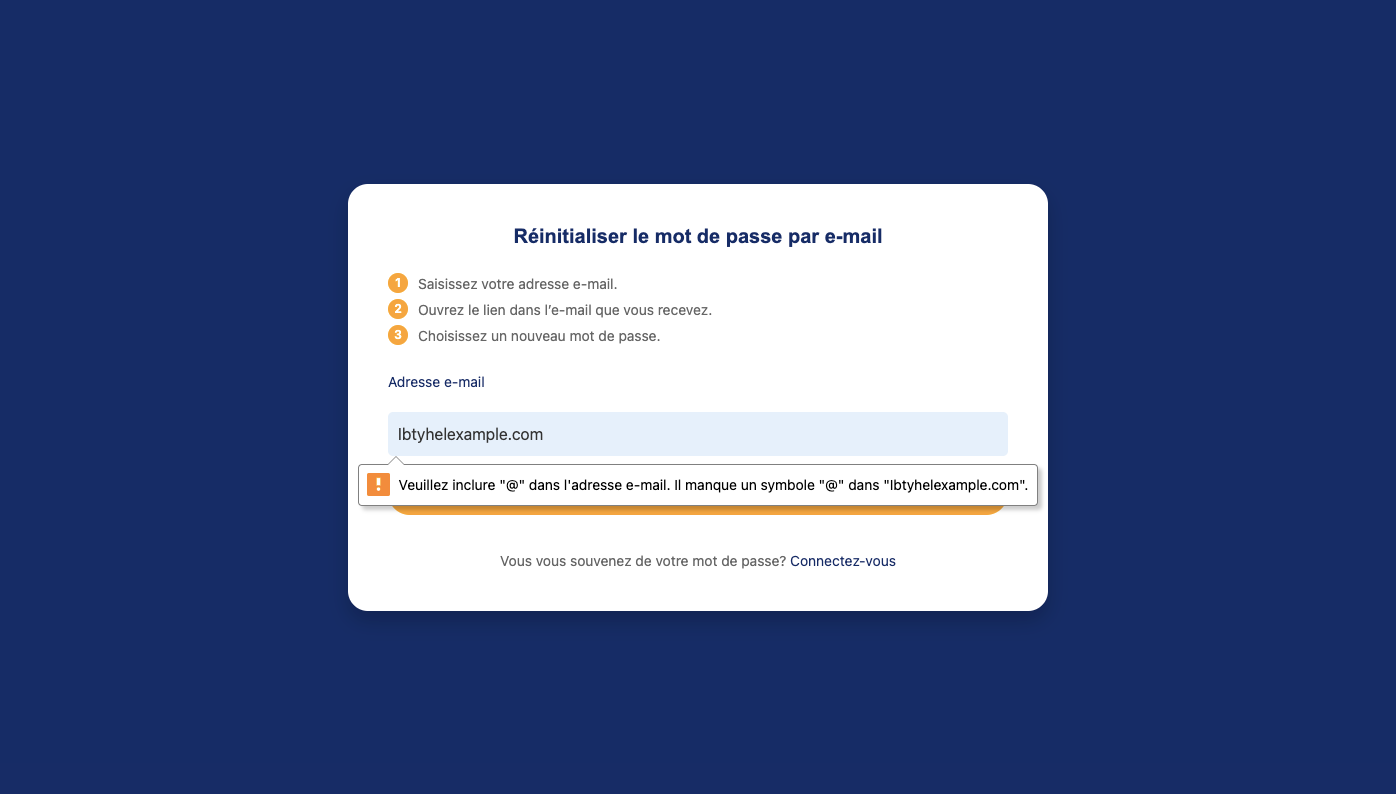 Réinitialiser le mot de passe par e-mail
1 Saisissez votre adresse e-mail.
2 Ouvrez le lien dans l'e-mail que vous recevez.
3 Choisissez un nouveau mot de passe.
Adresse e-mail
lbtyhelexample.com
! Veuillez inclure "@" dans l'adresse e-mail. Il manque un symbole "@" dans "lbtyhelexample.com".
Vous vous souvenez de votre mot de passe? Connectez-vous